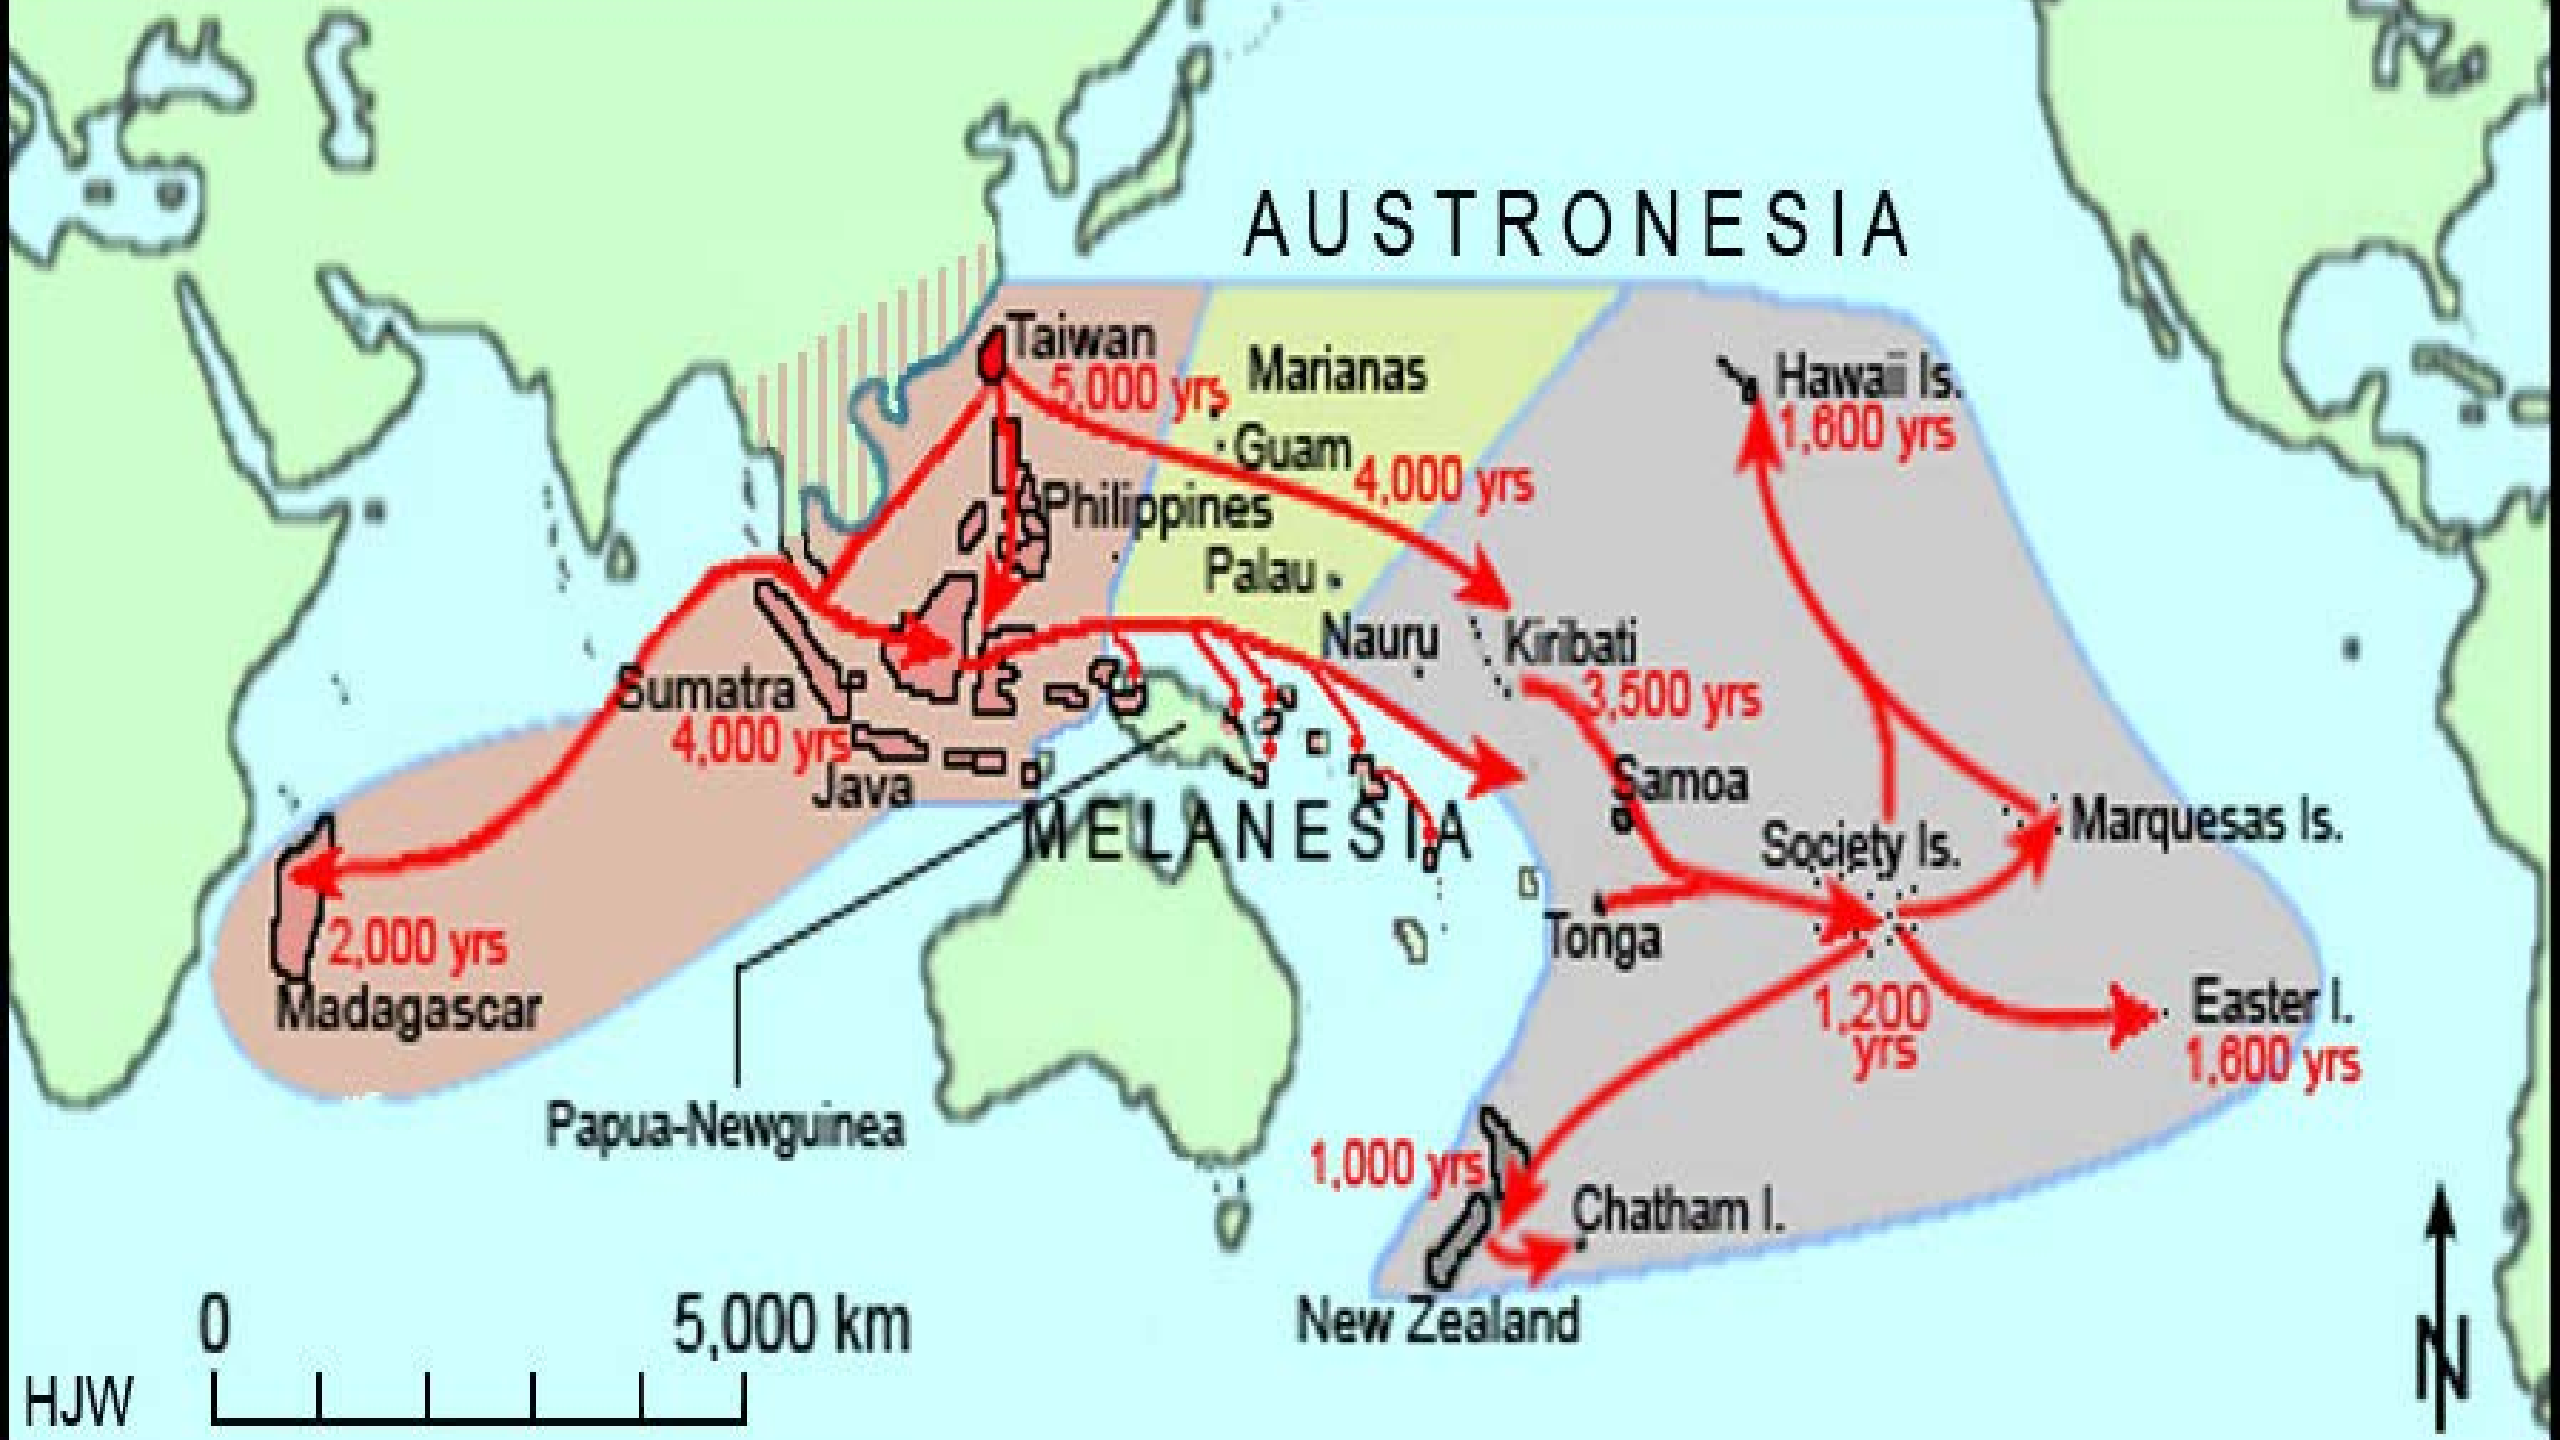 AUSTRONESIA
Taiwan
5,000 yrs
Marianas
Guam
4,000 yrs
Philippines
Palau
Hawaii Is.
1,600 yrs
Nauru
Kiribati
3,500 yrs
Sumatra
4,000 yrs
Java
MELANESIA
Samoa
Society Is.
Marquesas Is.
Tonga
2,000 yrs
Madagascar
1,200
yrs
Easter I.
1,600 yrs
Papua-Newguinea
1,000 yrs
Chatham I.
New Zealand
0 5,000 km
HJW
N